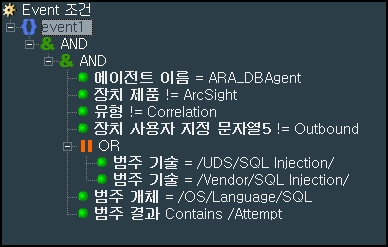 Event 조건
event1
AND
AND
에이전트 이름 = ARA_DBAgent
장치 제품 != ArcSight
유형 != Correlation
장치 사용자 지정 문자열5 != Outbound
OR
범주 기술 = /UDS/SQL Injection/
범주 기술 = /Vendor/SQL Injection/
범주 개체 = /OS/Language/SQL
범주 결과 Contains /Attempt